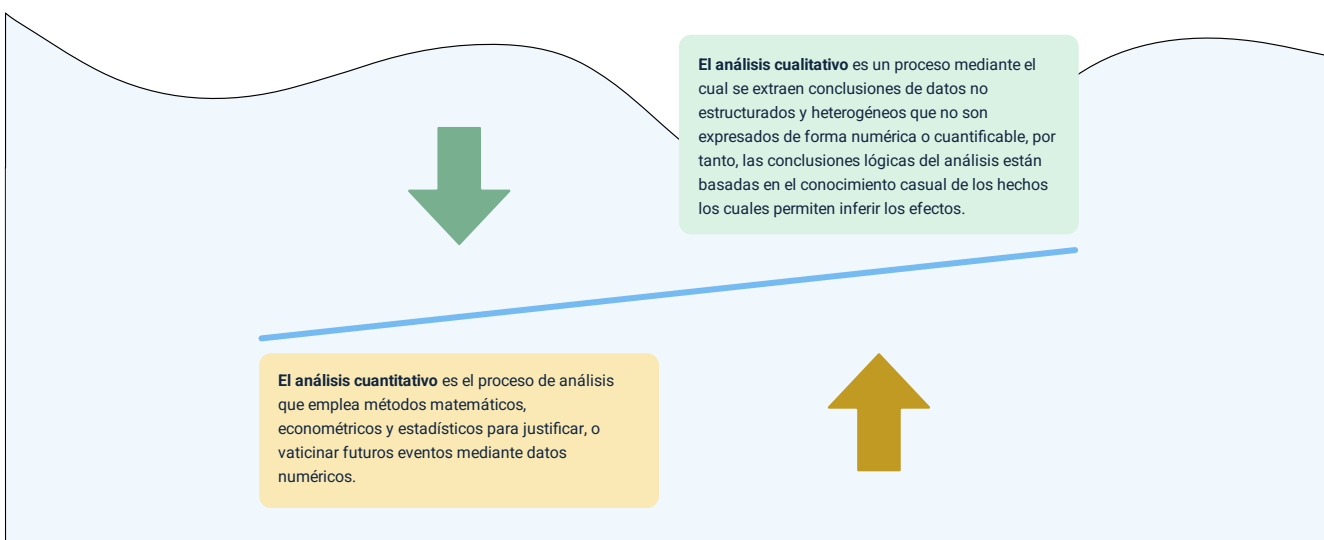 El análisis cualitativo es un proceso mediante el
cual se extraen conclusiones de datos no
estructurados y heterogéneos que no son
expresados de forma numérica o cuantificable, por
tanto, las conclusiones lógicas del análisis están
basadas en el conocimiento casual de los hechos
los cuales permiten inferir los efectos.
El análisis cuantitativo es el proceso de análisis
que emplea métodos matemáticos,
econométricos y estadísticos para justificar, o
vaticinar futuros eventos mediante datos
numéricos.